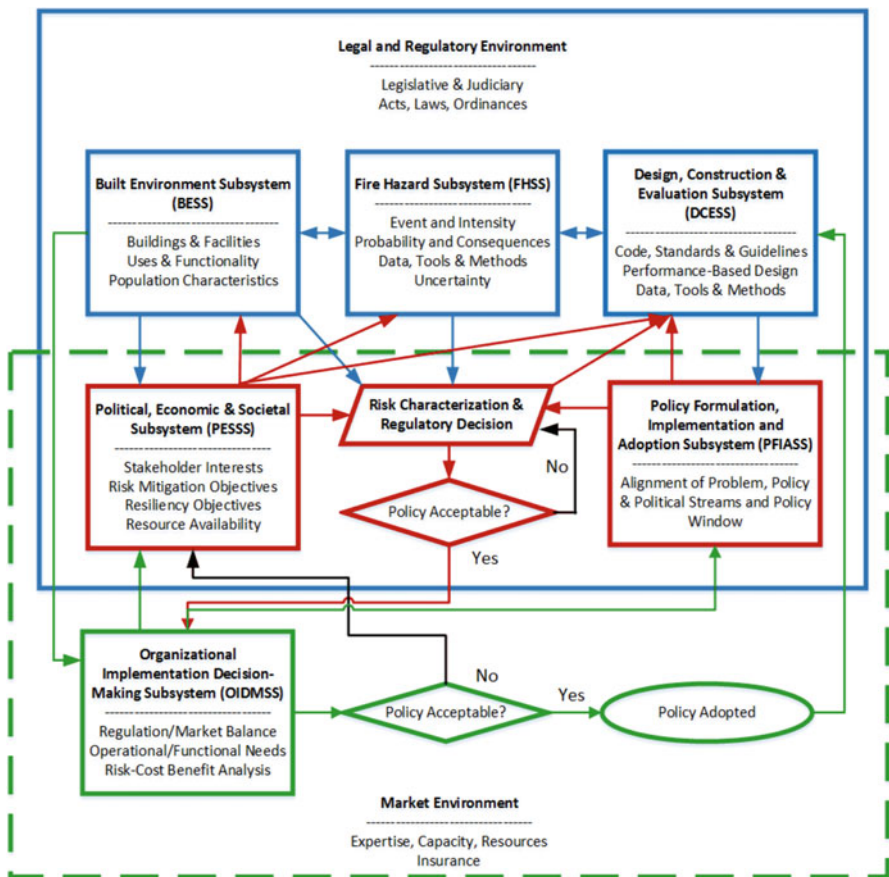 Legal and Regulatory Environment
------------------------------------
Legislative & Judiciary
Acts, Laws, Ordinances
Built Environment Subsystem
(BESS)
------------------------------------
Buildings & Facilities
Uses & Functionality
Population Characteristics
Fire Hazard Subsystem (FHSS)
------------------------------------
Event and Intensity
Probability and Consequences
Data, Tools & Methods
Uncertainty
Design, Construction &
Evaluation Subsystem
(DCESS)
------------------------------------
Code, Standards & Guidelines
Performance-Based Design
Data, Tools & Methods
Political, Economic & Societal
Subsystem (PESSS)
------------------------------------
Stakeholder Interests
Risk Mitigation Objectives
Resiliency Objectives
Resource Availability
Risk Characterization &
Regulatory Decision
No
Policy Acceptable?
Yes
Policy Formulation,
Implementation and
Adoption Subsystem (PFIASS)
------------------------------------
Alignment of Problem, Policy
& Political Streams and Policy
Window
Organizational
Implementation Decision-
Making Subsystem (OIDMSS)
------------------------------------
Regulation/Market Balance
Operational/Functional Needs
Risk-Cost Benefit Analysis
No
Policy Acceptable?
Yes
Policy Adopted
Market Environment
------------------------------------
Expertise, Capacity, Resources
Insurance